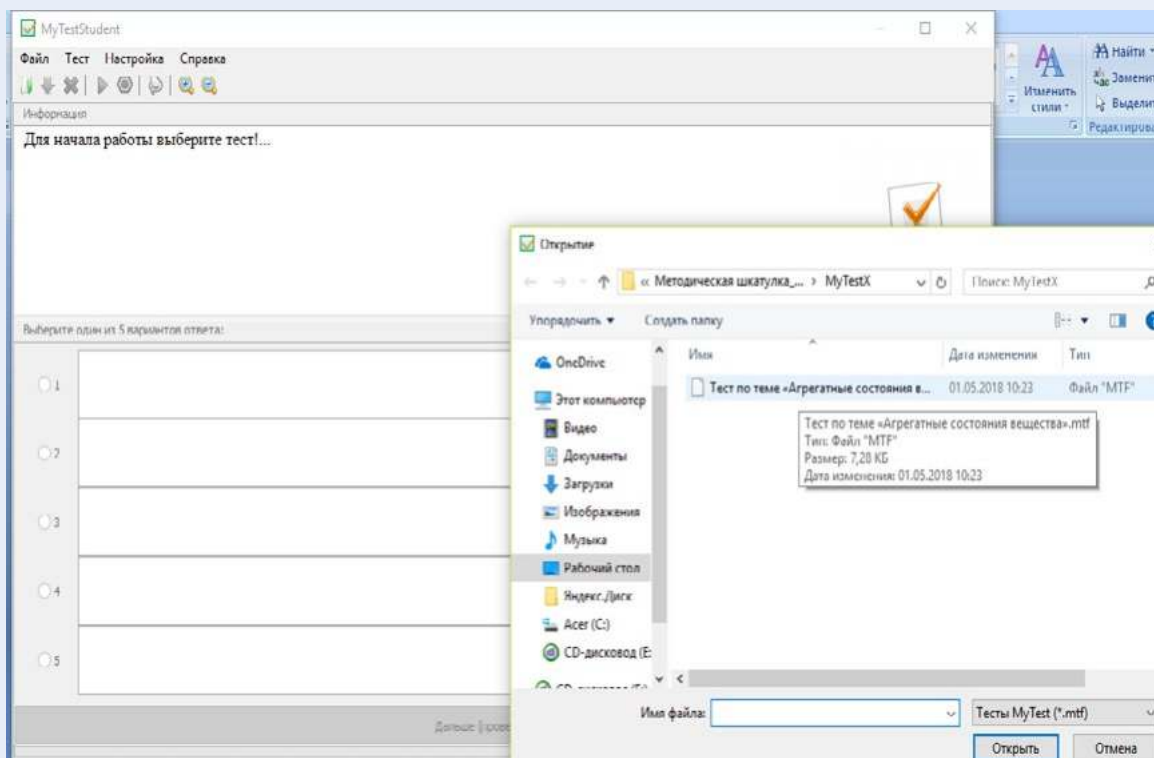 MyTestStudent
Файл Тест Настройка Справка
Информация
Для начала работы выберите тест!...
Выберите один из 5 вариантов ответа:
1
2
3
4
5
Дальше
Найти
Изменить стили
Выделит
Открытие
« Методическая шкатулка_... > MyTestX
Поиск: MyTestX
Упорядочить
Создать папку
OneDrive
Этот компьютер
Видео
Документы
Загрузки
Изображения
Музыка
Рабочий стол
Яндекс.Диск
Acer (C:)
CD-дисковод (E:
Имя Дата изменения Тип
Тест по теме «Агрегатные состояния в... 01.05.2018 10:23 Файл "MTF"
Тест по теме «Агрегатные состояния вещества».mtf
Тип: Файл "MTF"
Размер: 7,28 КБ
Дата изменения: 01.05.2018 10:23
Имя файла:
Тесты MyTest (*.mtf)
Открыть Отмена